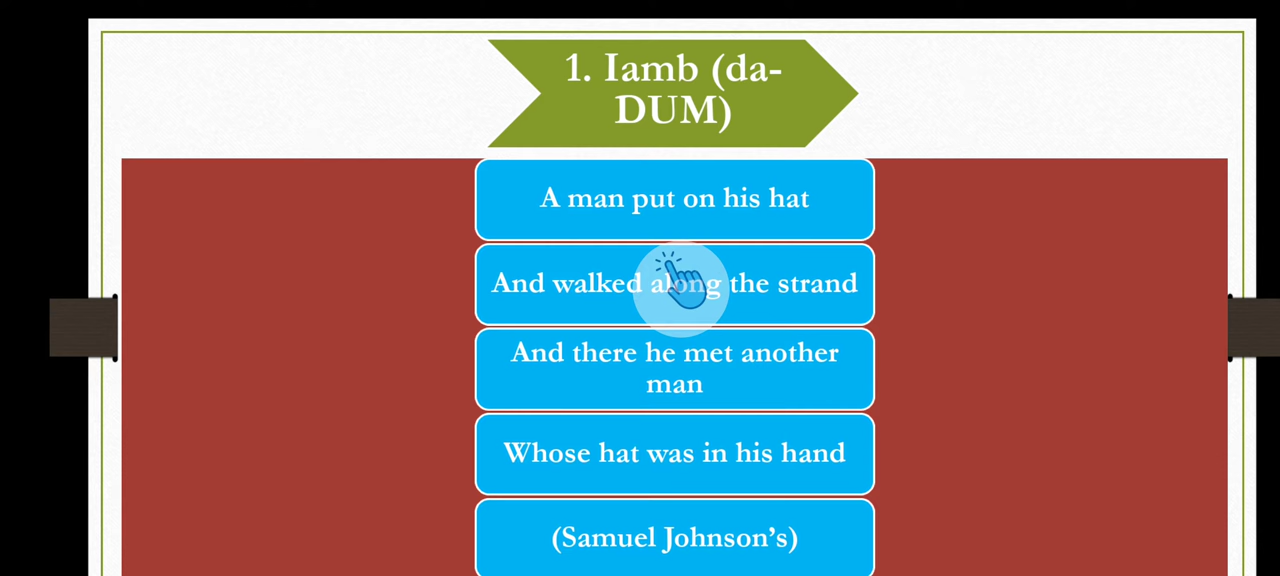 1. Iamb (da-
DUM)
A man put on his hat
And walked along the strand
And there he met another
man
Whose hat was in his hand
(Samuel Johnson’s)